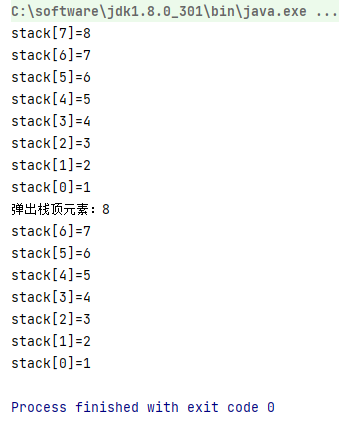 C:\software\jdk1.8.0_301\bin\java.exe ...
stack[7]=8
stack[6]=7
stack[5]=6
stack[4]=5
stack[3]=4
stack[2]=3
stack[1]=2
stack[0]=1
弹出栈顶元素：8
stack[6]=7
stack[5]=6
stack[4]=5
stack[3]=4
stack[2]=3
stack[1]=2
stack[0]=1
Process finished with exit code 0